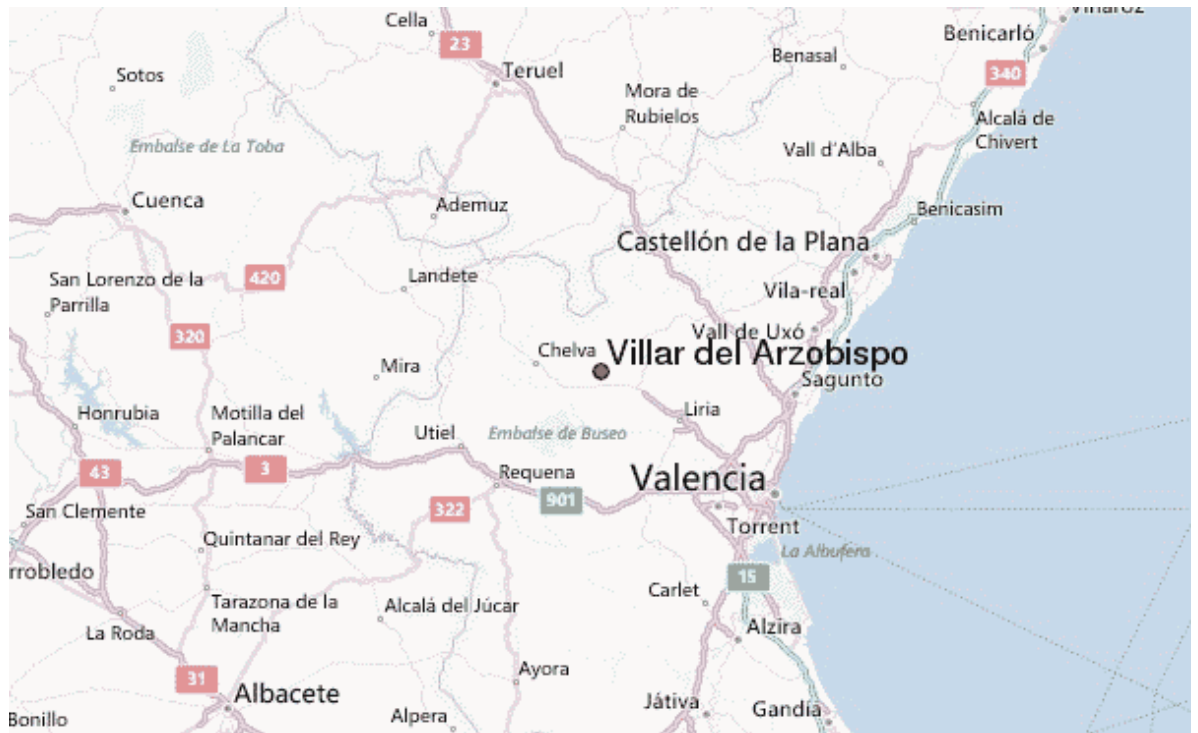 Vinaroz
Cella
Benicarló
23
Benasal
Teruel
340
Sotos
Mora de
Rubielos
Alcalá de
Chivert
Embalse de La Toba
Vall d'Alba
Cuenca
Ademuz
Benicasim
Castellón de la Plana
San Lorenzo de la
Parrilla
420
Landete
Vila-real
320
Vall de Uxó
Chelva
Villar del Arzobispo
Mira
Sagunto
Honrubia
Motilla del
Palancar
Liria
Utiel
Embalse de Buseo
43
3
Requena
Valencia
901
322
San Clemente
Torrent
Quintanar del Rey
La Albufera
rrobledo
15
Carlet
Tarazona de la
Mancha
Alcalá del Júcar
La Roda
Alzira
31
Ayora
Albacete
Játiva
Gandía
Bonillo
Alpera